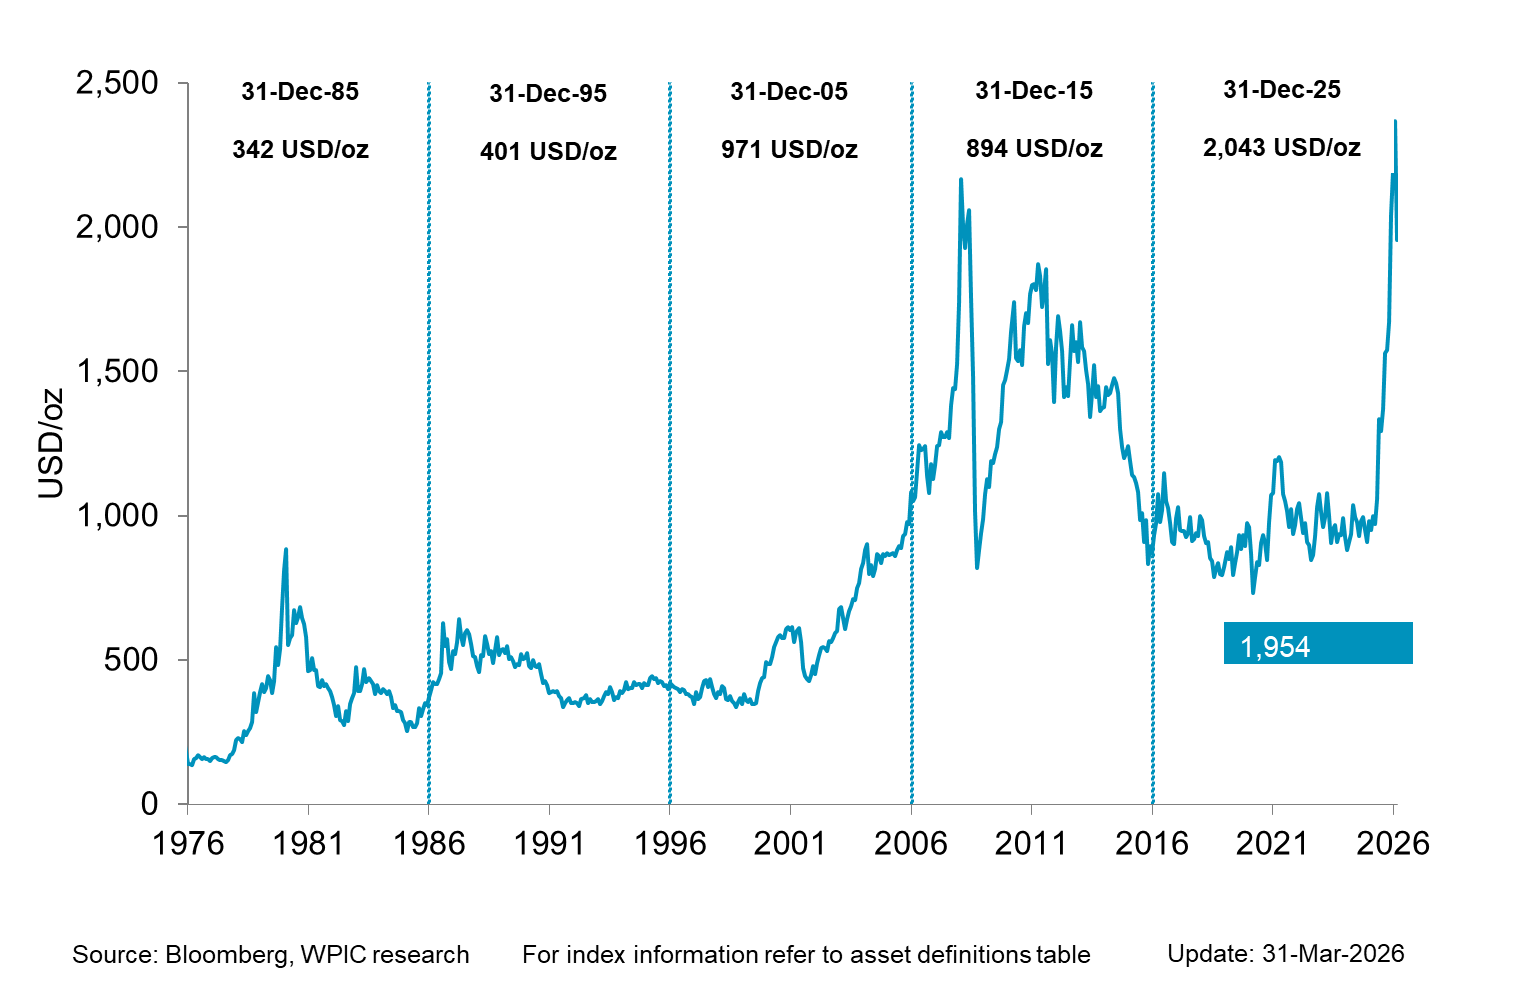 2,500
2,000
1,500
1,000
500
0
USD/oz
31-Dec-85
342 USD/oz
31-Dec-95
401 USD/oz
31-Dec-05
971 USD/oz
31-Dec-15
894 USD/oz
31-Dec-25
2,043 USD/oz
1,954
1976 1981 1986 1991 1996 2001 2006 2011 2016 2021 2026
Source: Bloomberg, WPIC research For index information refer to asset definitions table Update: 31-Mar-2026